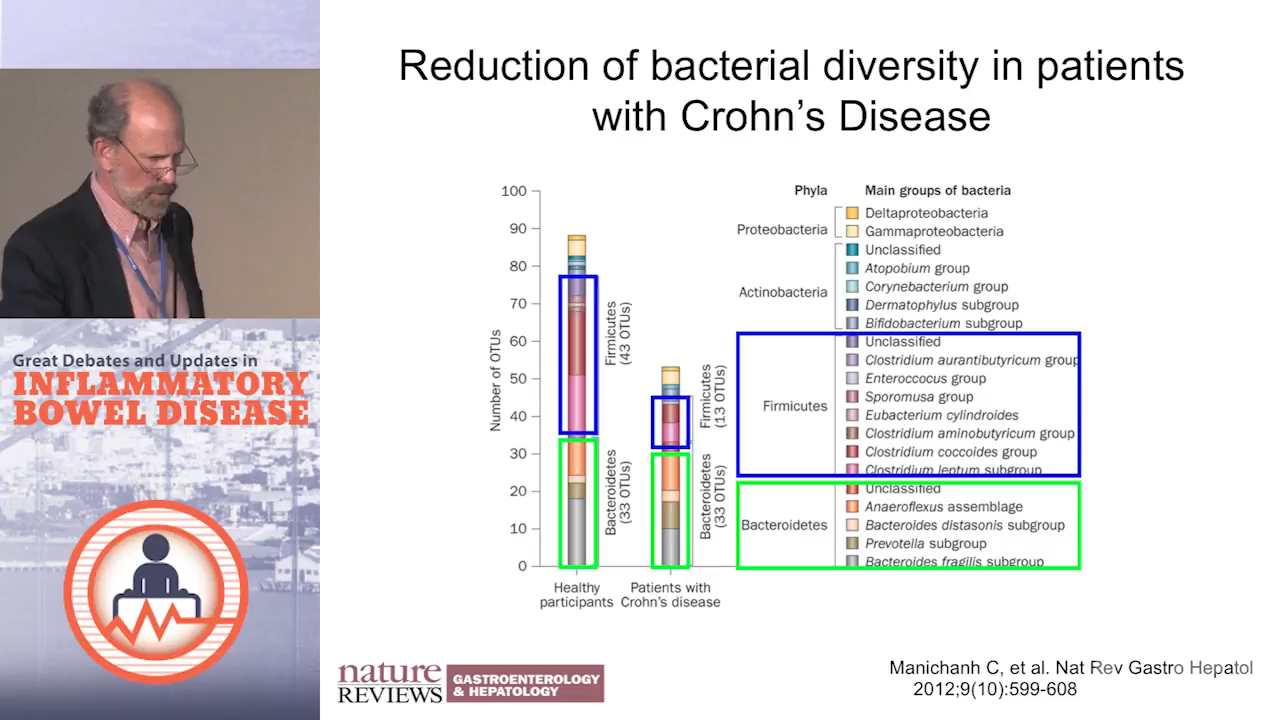 Reduction of bacterial diversity in patients
with Crohn's Disease
Great Debates and Updates in
INFLAMMATORY
BOWEL DISEASE
Number of OTUs
100
90
80
70
60
50
40
30
20
10
0
Firmicutes
(43 OTUs)
Bacteroidetes
(33 OTUs)
Firmicutes
(13 OTUs)
Bacteroidetes
(33 OTUs)
Healthy
participants
Patients with
Crohn's disease
Phyla
Main groups of bacteria
Proteobacteria
Deltaproteobacteria
Gammaproteobacteria
Actinobacteria
Unclassified
Atopobium group
Corynebacterium group
Dermatophylus subgroup
Bifidobacterium subgroup
Firmicutes
Unclassified
Clostridium aurantibutyricum group
Enteroccocus group
Sporomusa group
Eubacterium cylindroides
Clostridium aminobutyricum group
Clostridium coccoides group
Clostridium leptum subgroup
Bacteroidetes
Unclassified
Anaeroflexus assemblage
Bacteroides distasonis subgroup
Prevotella subgroup
Bacteroides fragilis subgroup
nature
REVIEWS
GASTROENTEROLOGY
& HEPATOLOGY
Manichanh C, et al. Nat Rev Gastro Hepatol
2012;9(10):599-608